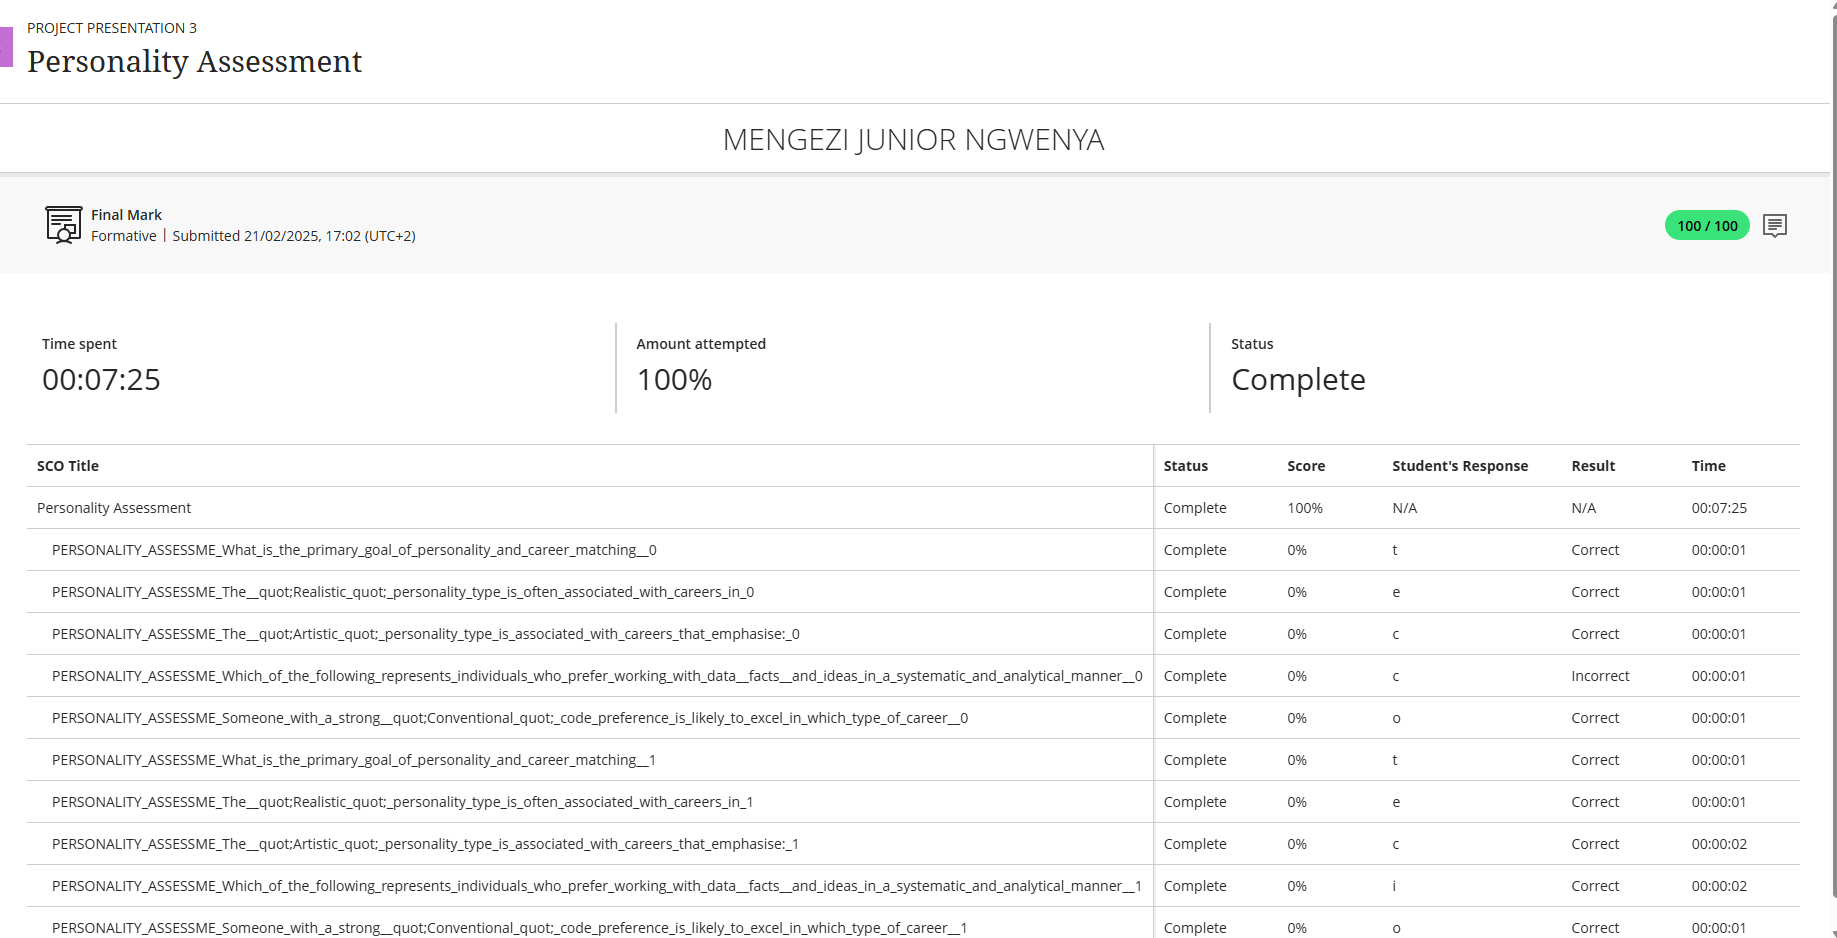 PROJECT PRESENTATION 3
Personality Assessment
MENGEZI JUNIOR NGWENYA
Final Mark
Formative | Submitted 21/02/2025, 17:02 (UTC+2)
100 / 100
Time spent
00:07:25
Amount attempted
100%
Status
Complete
SCO Title Status Score Student's Response Result Time
Personality Assessment Complete 100% N/A N/A 00:07:25
PERSONALITY_ASSESSME_What_is_the_primary_goal_of_personality_and_career_matching__0 Complete 0% t Correct 00:00:01
PERSONALITY_ASSESSME_The__quot;Realistic_quot;_personality_type_is_often_associated_with_careers_in_0 Complete 0% e Correct 00:00:01
PERSONALITY_ASSESSME_The__quot;Artistic_quot;_personality_type_is_associated_with_careers_that_emphasise:_0 Complete 0% c Correct 00:00:01
PERSONALITY_ASSESSME_Which_of_the_following_represents_individuals_who_prefer_working_with_data__facts__and_ideas_in_a_systematic_and_analytical_manner__0 Complete 0% c Incorrect 00:00:01
PERSONALITY_ASSESSME_Someone_with_a_strong__quot;Conventional_quot;_code_preference_is_likely_to_excel_in_which_type_of_career__0 Complete 0% o Correct 00:00:01
PERSONALITY_ASSESSME_What_is_the_primary_goal_of_personality_and_career_matching__1 Complete 0% t Correct 00:00:01
PERSONALITY_ASSESSME_The__quot;Realistic_quot;_personality_type_is_often_associated_with_careers_in_1 Complete 0% e Correct 00:00:01
PERSONALITY_ASSESSME_The__quot;Artistic_quot;_personality_type_is_associated_with_careers_that_emphasise:_1 Complete 0% c Correct 00:00:02
PERSONALITY_ASSESSME_Which_of_the_following_represents_individuals_who_prefer_working_with_data__facts__and_ideas_in_a_systematic_and_analytical_manner__1 Complete 0% i Correct 00:00:02
PERSONALITY_ASSESSME_Someone_with_a_strong__quot;Conventional_quot;_code_preference_is_likely_to_excel_in_which_type_of_career__1 Complete 0% o Correct 00:00:01